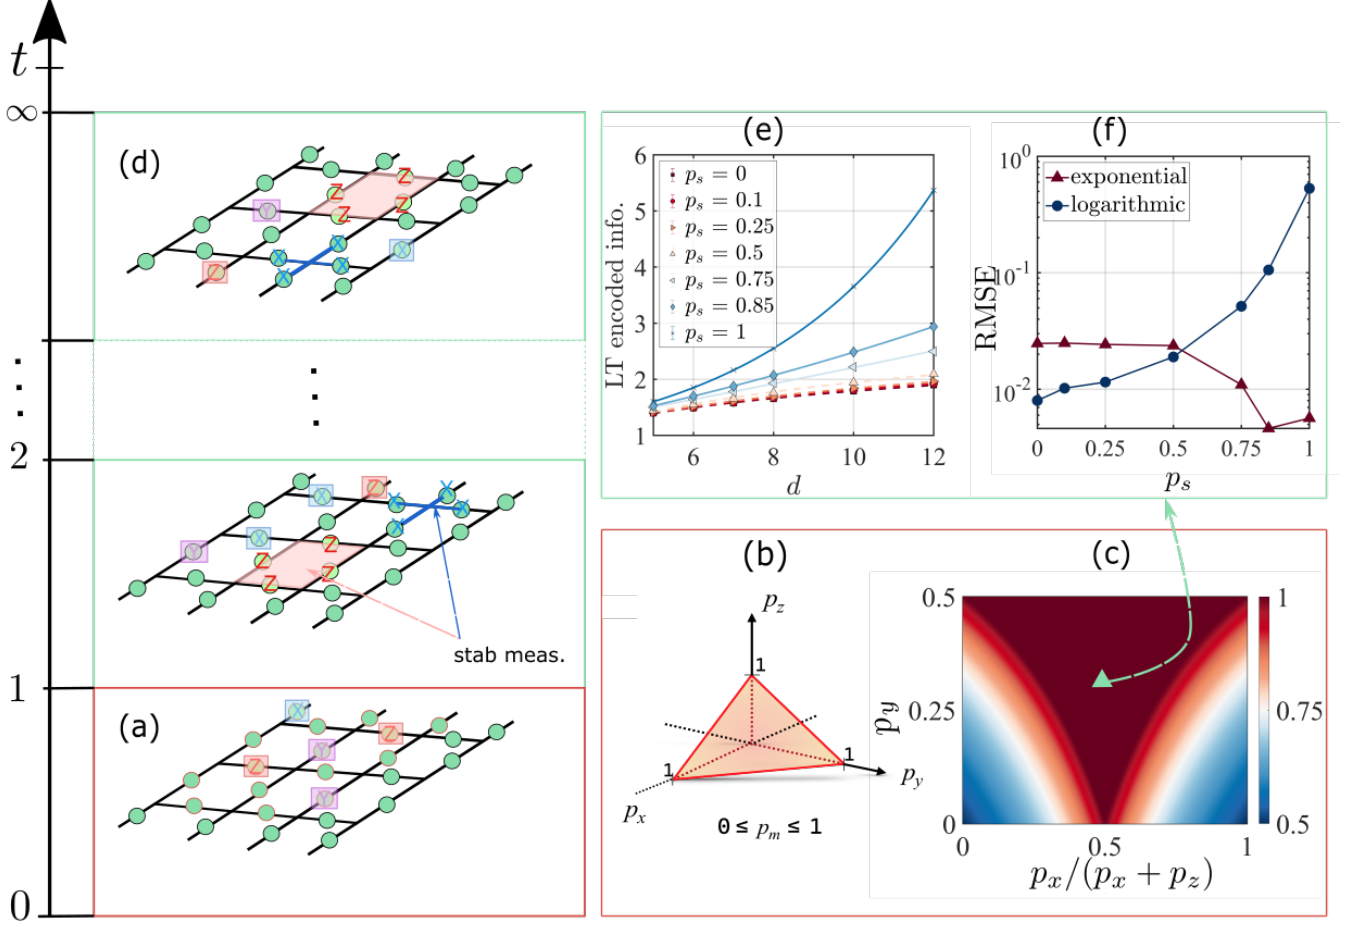 t
∞
2
1
0
(d)
Z
Z
Z
Z
Y
X
X
X
X
X
Z
X
Z
X
X
X
X
X
Y
Z
Z
Z
Z
stab meas.
(a)
X
Z
Y
Z
Y
(e)
LT encoded info.
6
5
4
3
2
1
p_s = 0
p_s = 0.1
p_s = 0.25
p_s = 0.5
p_s = 0.75
p_s = 0.85
p_s = 1
6 8 10 12
d
(f)
RMSE
10^0
10^-1
10^-2
exponential
logarithmic
0 0.25 0.5 0.75 1
p_s
(b)
p_z
1
1
1
p_y
p_x
0 ≤ p_m ≤ 1
(c)
p_y
0.5
0.25
0
0 0.5 1
p_x/(p_x + p_z)
1
0.75
0.5